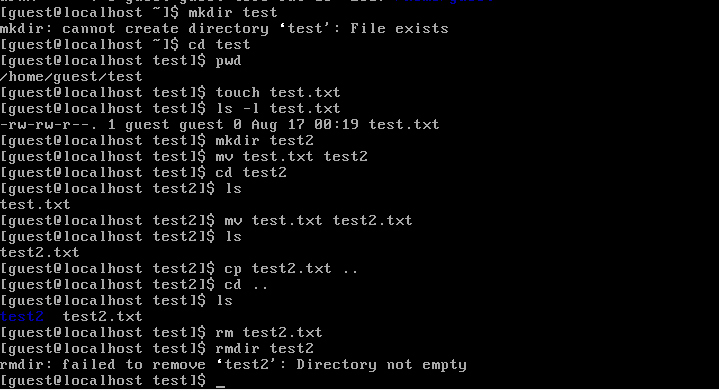 [guest@localhost ~]$ mkdir test
mkdir: cannot create directory ‘test’: File exists
[guest@localhost ~]$ cd test
[guest@localhost test]$ pwd
/home/guest/test
[guest@localhost test]$ touch test.txt
[guest@localhost test]$ ls -l test.txt
-rw-rw-r--. 1 guest guest 0 Aug 17 00:19 test.txt
[guest@localhost test]$ mkdir test2
[guest@localhost test]$ mv test.txt test2
[guest@localhost test]$ cd test2
[guest@localhost test2]$ ls
test.txt
[guest@localhost test2]$ mv test.txt test2.txt
[guest@localhost test2]$ ls
test2.txt
[guest@localhost test2]$ cp test2.txt ..
[guest@localhost test2]$ cd ..
[guest@localhost test]$ ls
test2  test2.txt
[guest@localhost test]$ rm test2.txt
[guest@localhost test]$ rmdir test2
rmdir: failed to remove ‘test2’: Directory not empty
[guest@localhost test]$ _